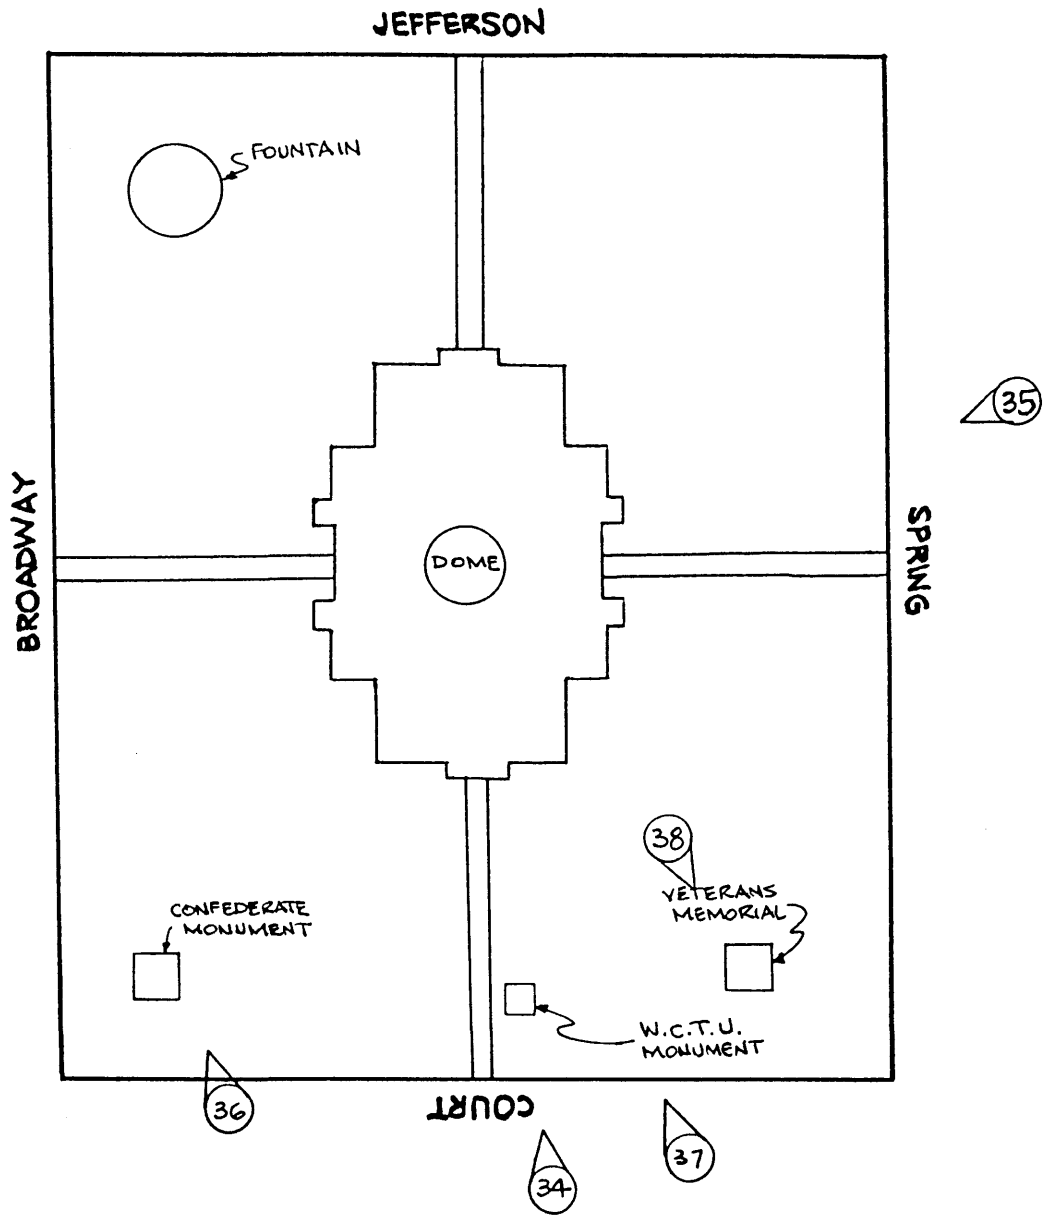 JEFFERSON
FOUNTAIN
35
BROADWAY
DOME
SPRING
38
VETERANS
MEMORIAL
CONFEDERATE
MONUMENT
W.C.T.U.
MONUMENT
36
COURT
37
34